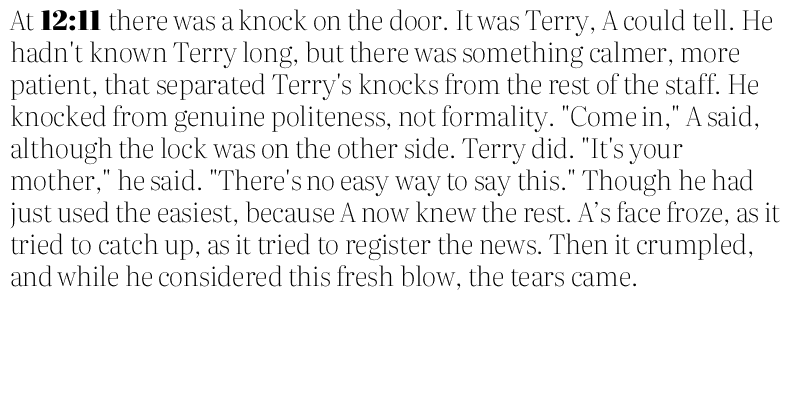 At 12:11 there was a knock on the door. It was Terry, A could tell. He
hadn't known Terry long, but there was something calmer, more
patient, that separated Terry's knocks from the rest of the staff. He
knocked from genuine politeness, not formality. "Come in," A said,
although the lock was on the other side. Terry did. "It's your
mother," he said. "There's no easy way to say this." Though he had
just used the easiest, because A now knew the rest. A’s face froze, as it
tried to catch up, as it tried to register the news. Then it crumpled,
and while he considered this fresh blow, the tears came.